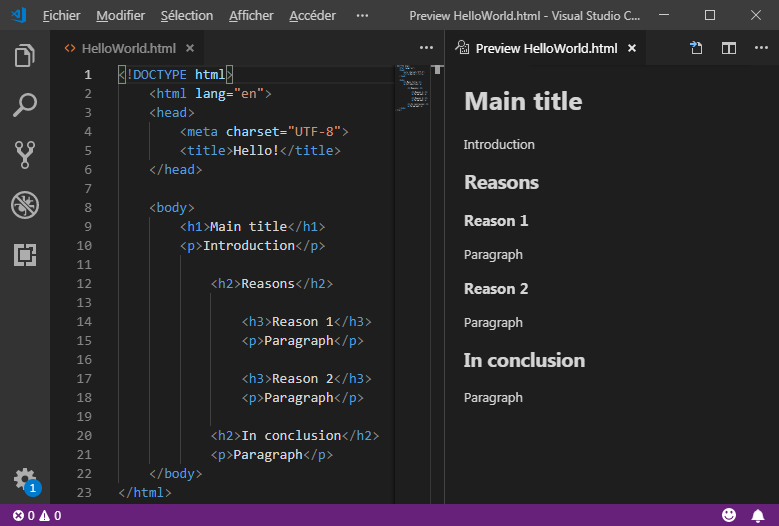 Fichier Modifier Sélection Afficher Accéder ··· Preview HelloWorld.html - Visual Studio C...
<> HelloWorld.html × ···
Preview HelloWorld.html × ···
1 <!DOCTYPE html>
2 <html lang="en">
3 <head>
4 <meta charset="UTF-8">
5 <title>Hello!</title>
6 </head>
7
8 <body>
9 <h1>Main title</h1>
10 <p>Introduction</p>
11
12 <h2>Reasons</h2>
13
14 <h3>Reason 1</h3>
15 <p>Paragraph</p>
16
17 <h3>Reason 2</h3>
18 <p>Paragraph</p>
19
20 <h2>In conclusion</h2>
21 <p>Paragraph</p>
22 </body>
23 </html>
Main title
Introduction
Reasons
Reason 1
Paragraph
Reason 2
Paragraph
In conclusion
Paragraph
1
0 0